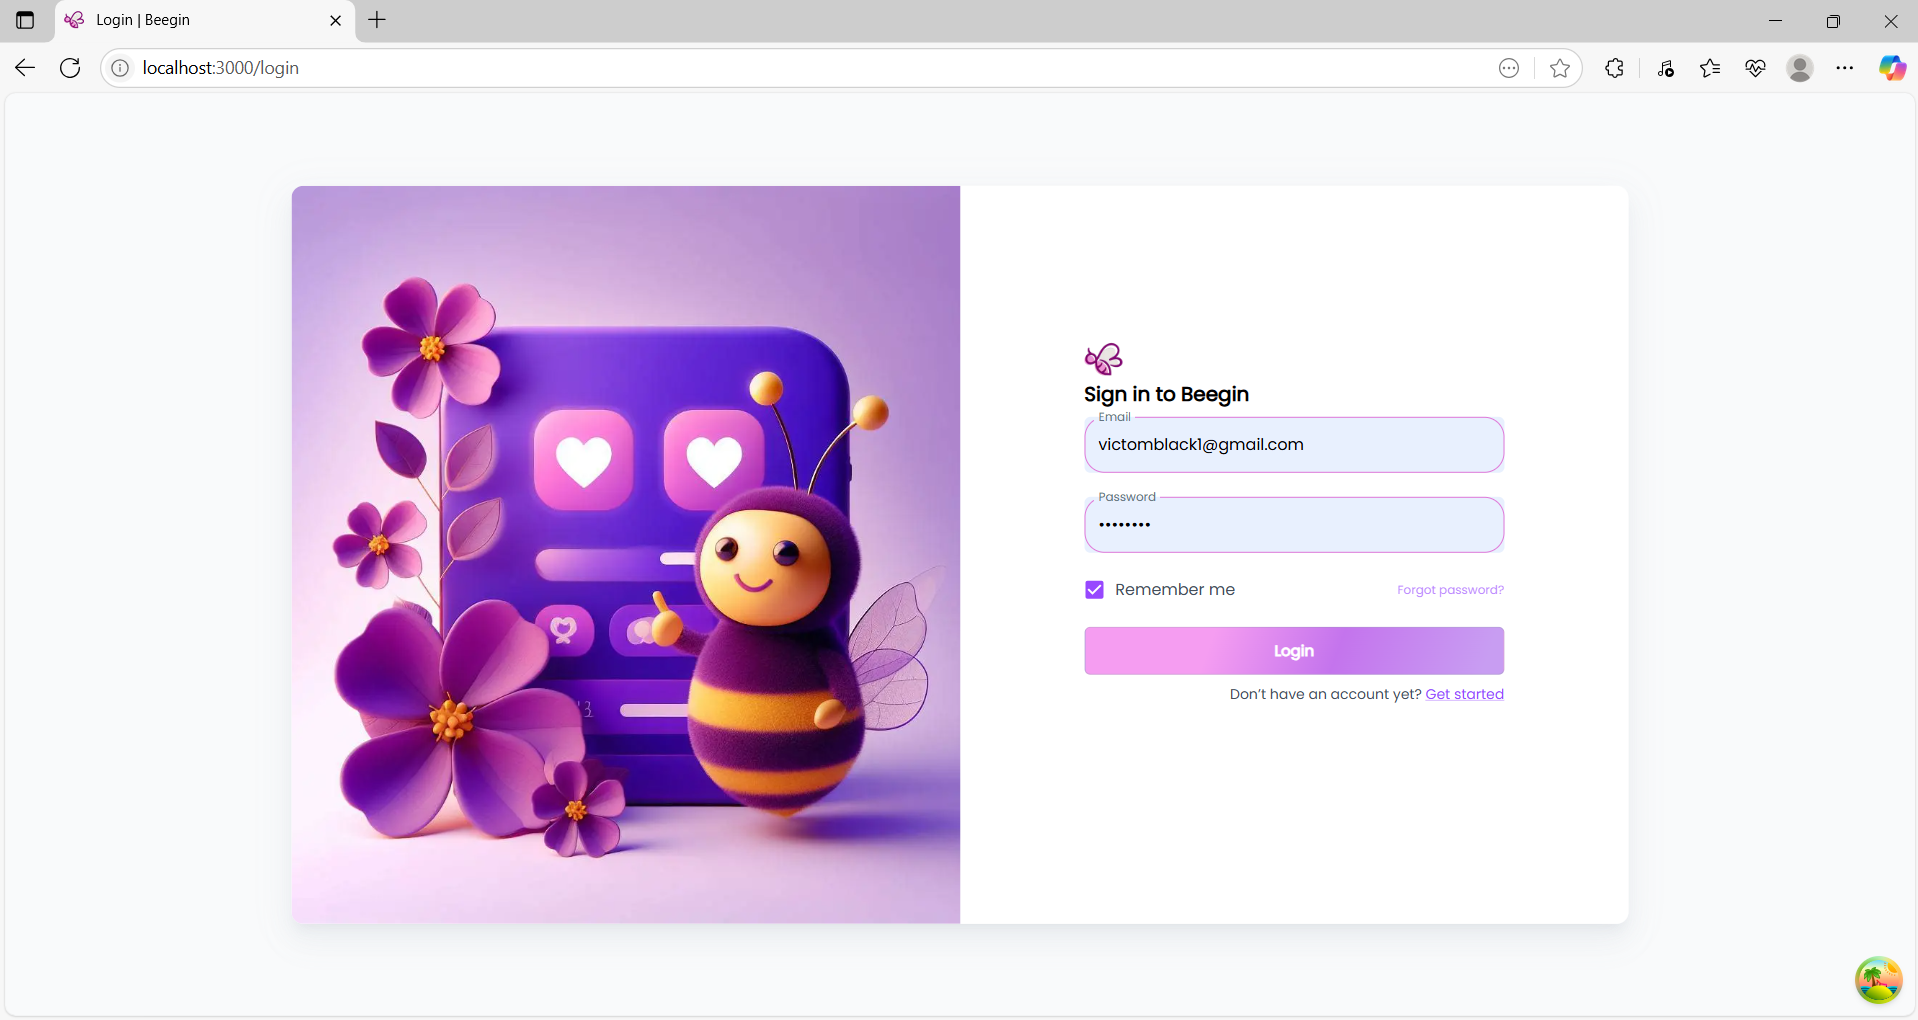 Login | Beegin
localhost:3000/login
Sign in to Beegin
Email
victomblack1@gmail.com
Password
••••••••
Remember me
Forgot password?
Login
Don't have an account yet? Get started